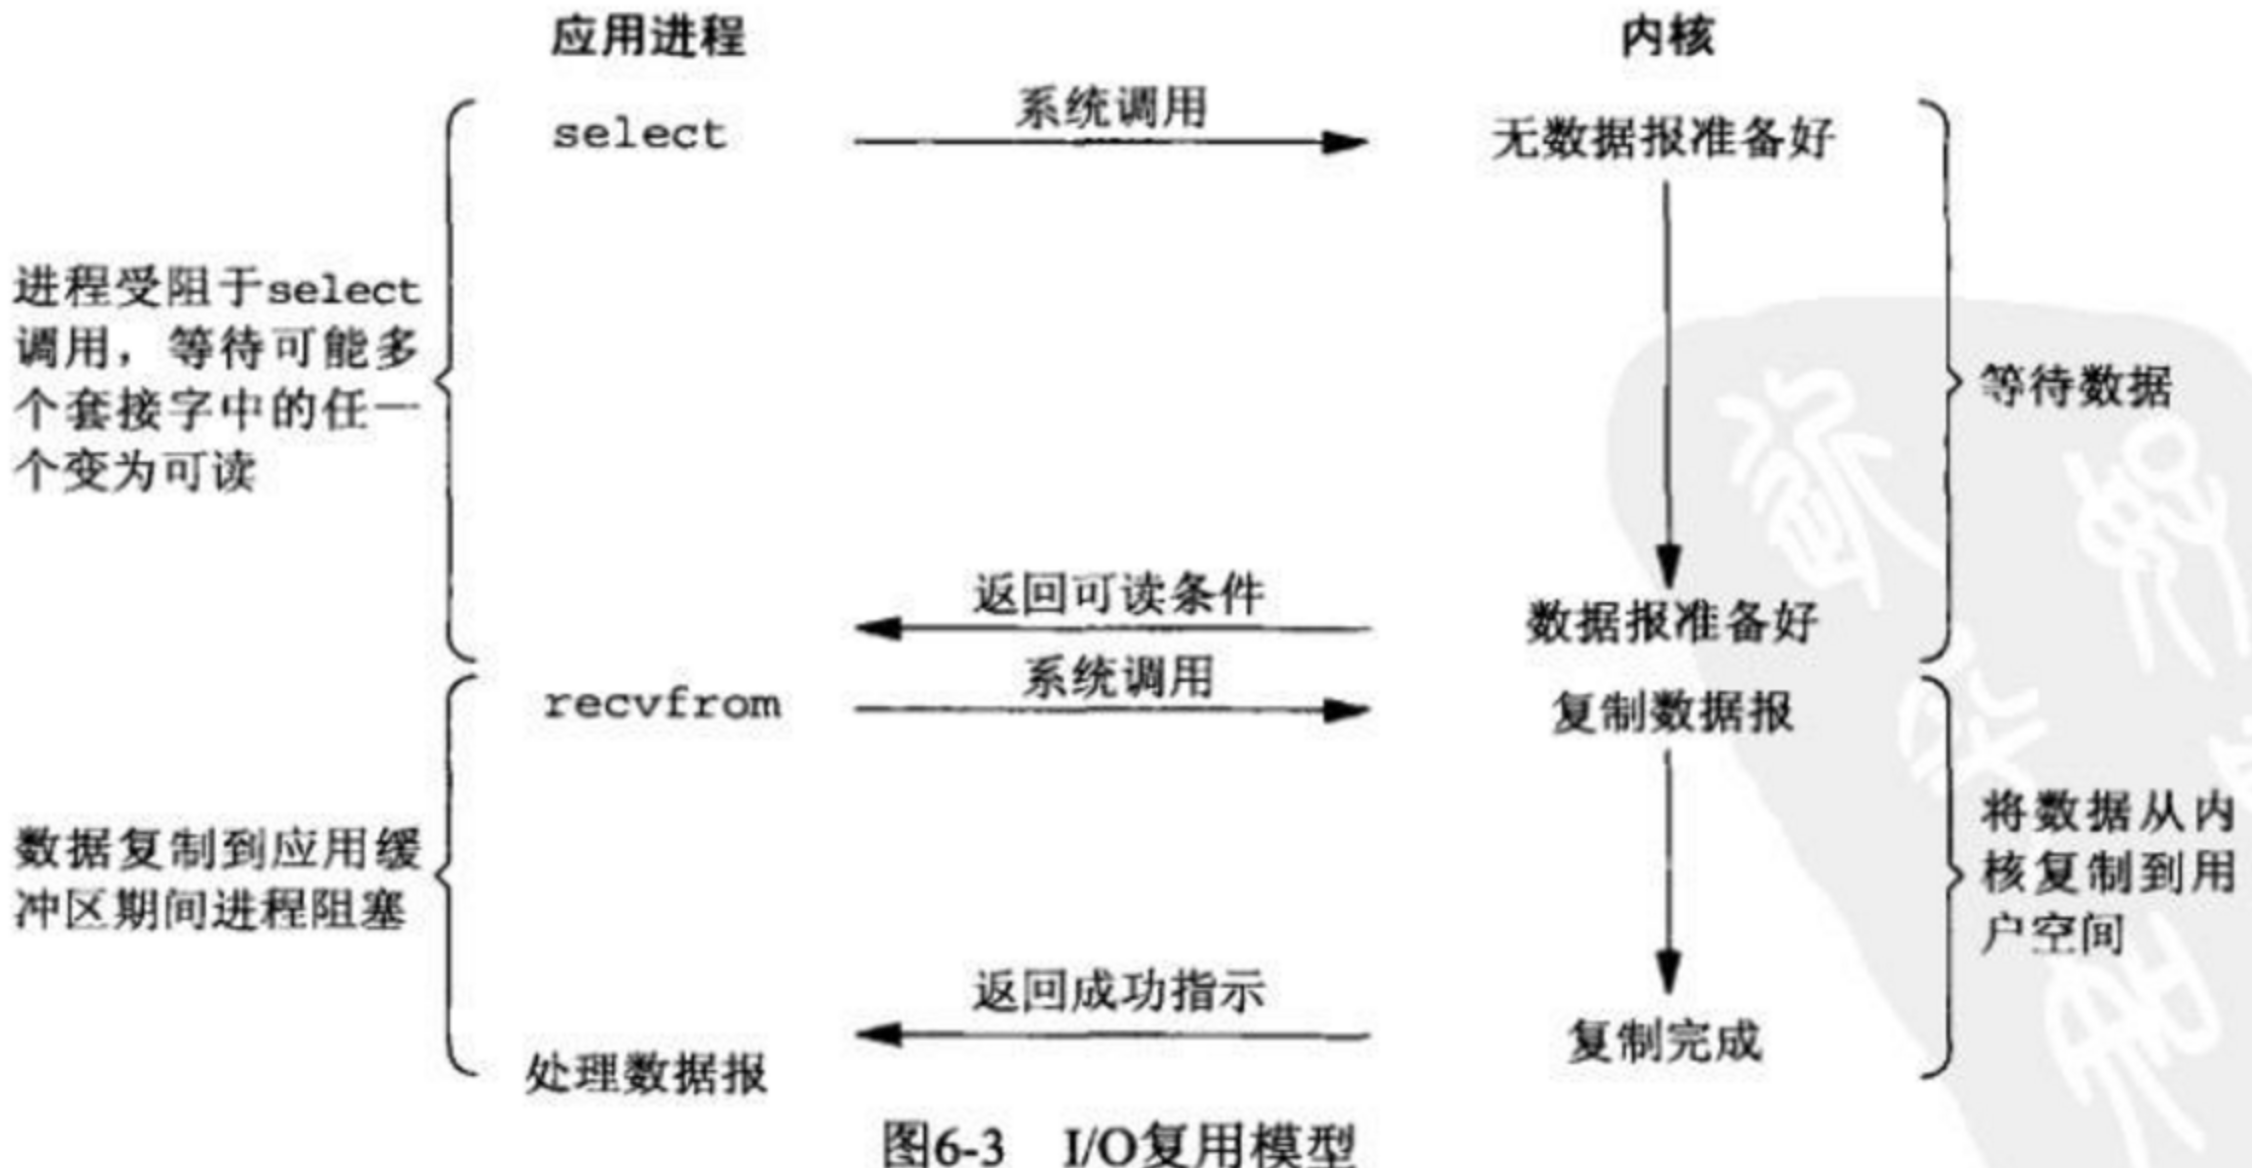 应用进程
内核
select
系统调用
无数据报准备好
进程受阻于select
调用，等待可能多
个套接字中的任一
个变为可读
等待数据
返回可读条件
数据报准备好
recvfrom
系统调用
复制数据报
数据复制到应用缓
冲区期间进程阻塞
将数据从内
核复制到用
户空间
返回成功指示
复制完成
处理数据报
图6-3 I/O复用模型